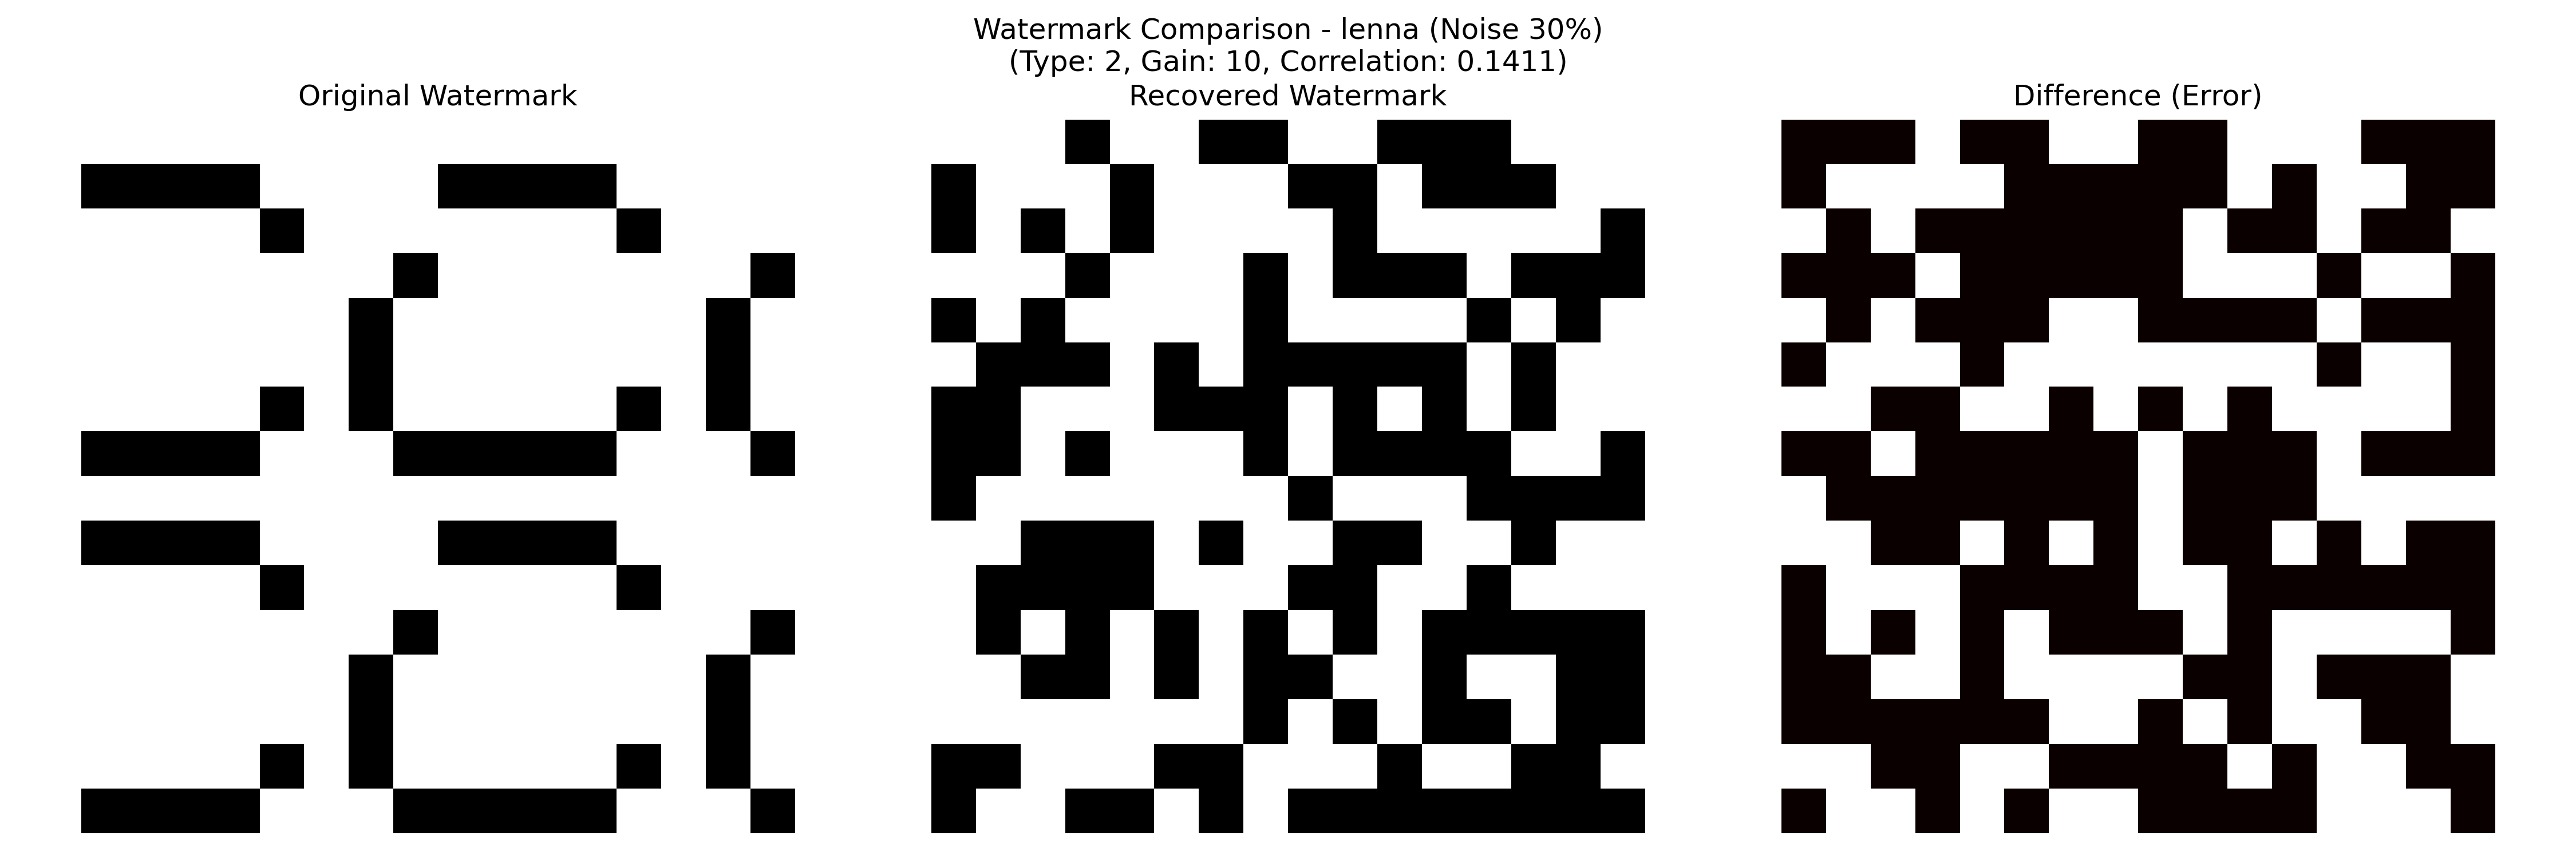 Watermark Comparison - lenna (Noise 30%)
(Type: 2, Gain: 10, Correlation: 0.1411)
Original Watermark
Recovered Watermark
Difference (Error)